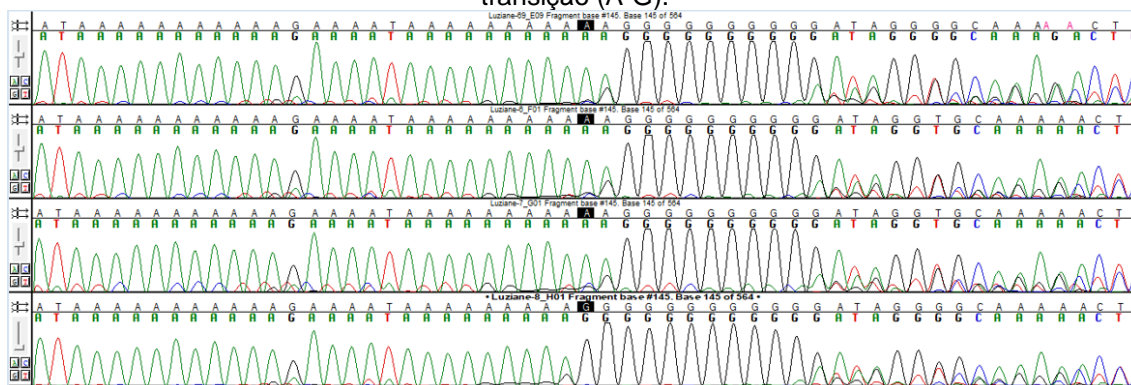 transição (A-G).
Luziane-69_E09 Fragment base #145. Base 145 of 564
A T A A A A A A A A A A A G A A A A T A A A A A A A A A A A G G G G G G G G G G G A T A G G G G C A A A A A C T
A T A A A A A A A A A A A G A A A A T A A A A A A A A A A A G G G G G G G G G G G A T A G G G G C A A A G A C T
Luziane-6_F01 Fragment base #145. Base 145 of 564
A T A A A A A A A A A A A G A A A A T A A A A A A A A A A A G G G G G G G G G G G A T A G G T G C A A A A A C T
A T A A A A A A A A A A A G A A A A T A A A A A A A A A A A G G G G G G G G G G G A T A G G T G C A A A A A C T
Luziane-7_G01 Fragment base #145. Base 145 of 564
A T A A A A A A A A A A A G A A A A T A A A A A A A A A A A G G G G G G G G G G G A T A G G T G C A A A A A C T
A T A A A A A A A A A A A G A A A A T A A A A A A A A A A A G G G G G G G G G G G A T A G G T G C A A A A A C T
• Luziane-8_H01 Fragment base #145. Base 145 of 564 •
A T A A A A A A A A A A A G A A A A T A A A A A A A A A G G G G G G G G G G G G G A T A G G G G C A A A A A C T
A T A A A A A A A A A A A G A A A A T A A A A A A A A A G G G G G G G G G G G G G A T A G G G G C A A A A A C T